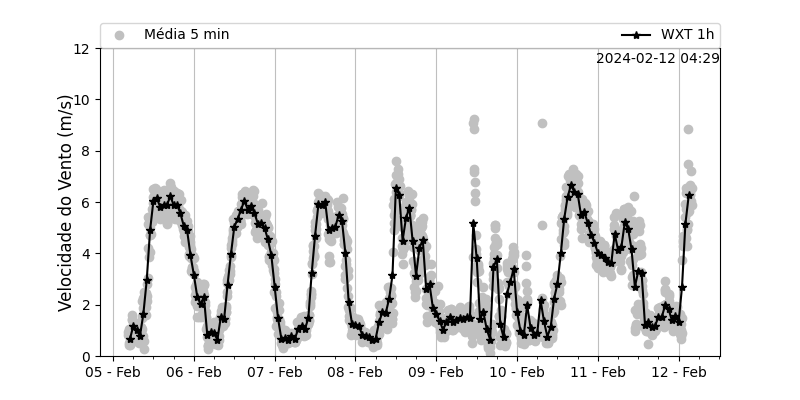 Média 5 min
WXT 1h
2024-02-12 04:29
Velocidade do Vento (m/s)
12
10
8
6
4
2
0
05 - Feb
06 - Feb
07 - Feb
08 - Feb
09 - Feb
10 - Feb
11 - Feb
12 - Feb